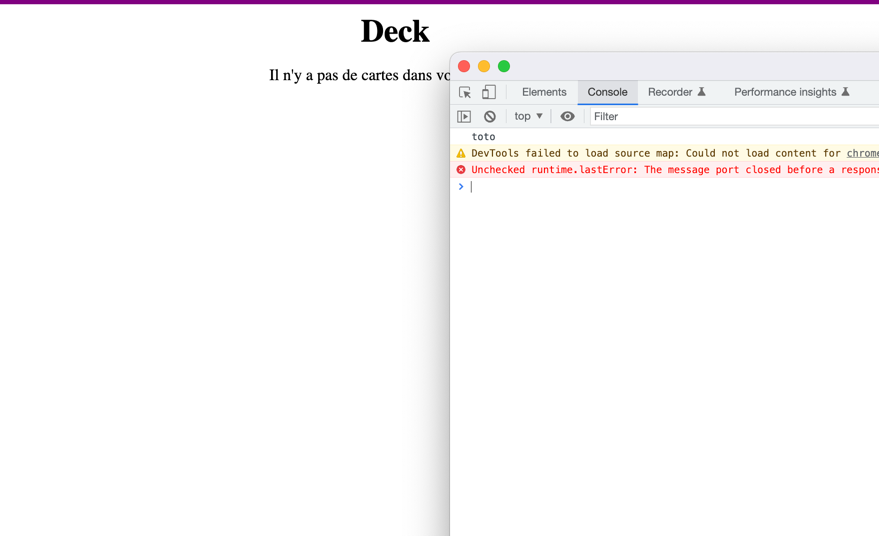 Deck
Il n'y a pas de cartes dans vo
Elements Console Recorder Performance insights
top ▼ Filter
toto
DevTools failed to load source map: Could not load content for chrome
Unchecked runtime.lastError: The message port closed before a respons